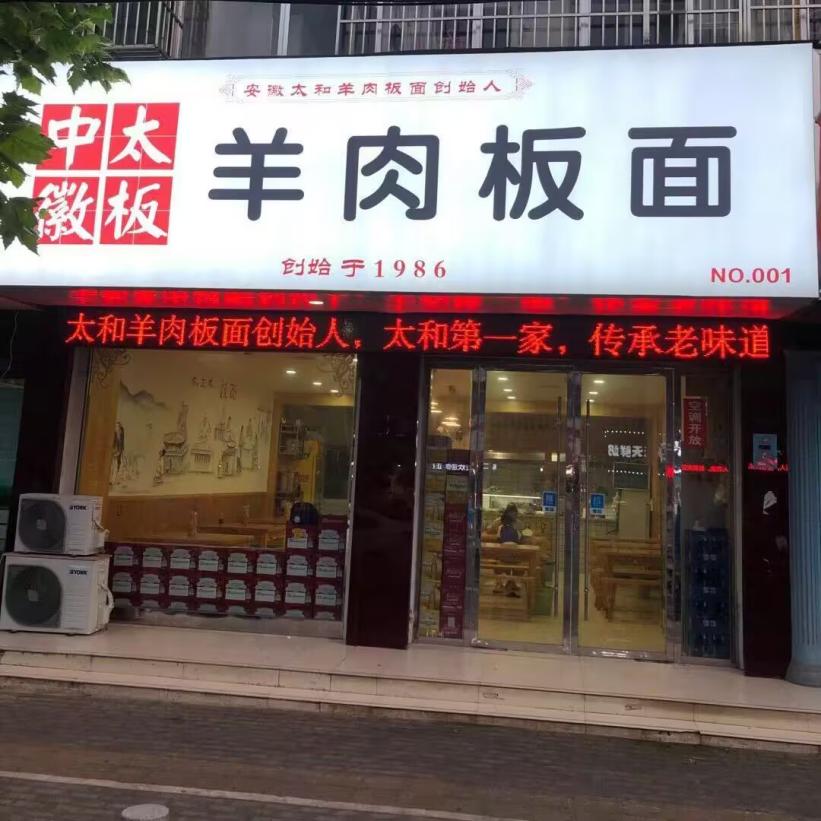 安徽太和羊肉板面创始人
中太
徽板
羊肉板面
创始于1986
NO.001
太和羊肉板面创始人，太和第一家，传承老味道
空调开放
YORK
YORK